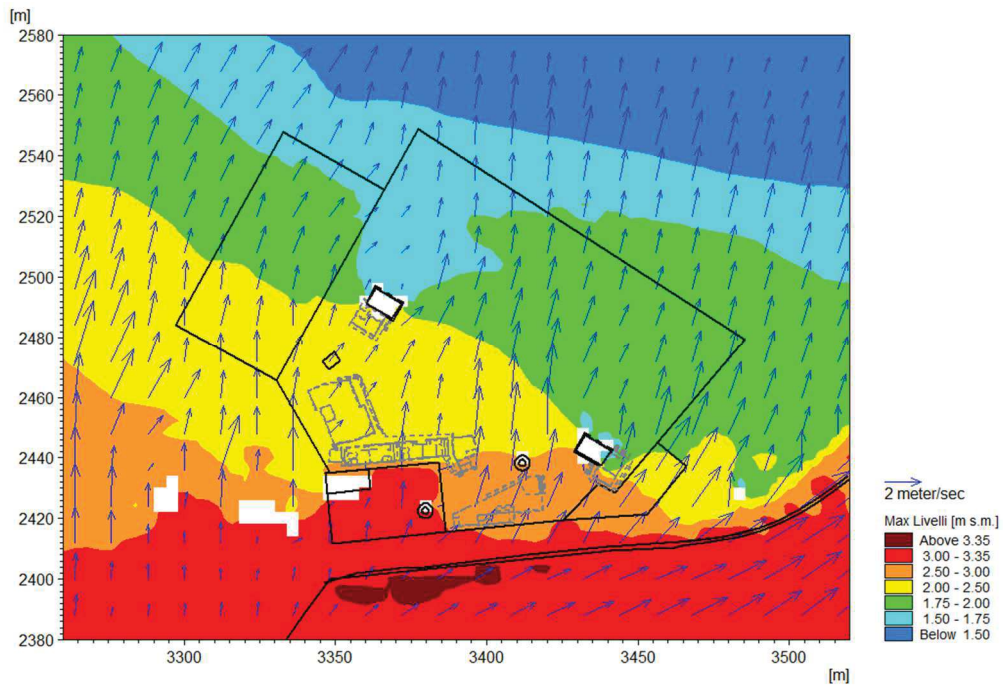 [m]
2580
2560
2540
2520
2500
2480
2460
2440
2420
2400
2380
3300 3350 3400 3450 3500
[m]
2 meter/sec
Max Livelli [m s.m.]
Above 3.35
3.00 - 3.35
2.50 - 3.00
2.00 - 2.50
1.75 - 2.00
1.50 - 1.75
Below 1.50